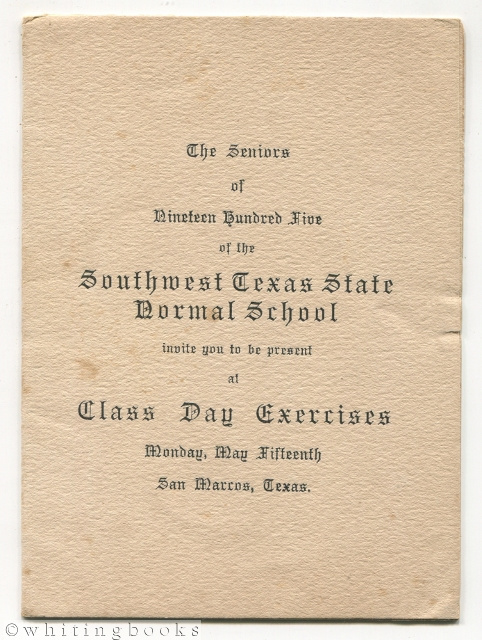 The Seniors
of
Nineteen Hundred Five
of the
Southwest Texas State
Normal School
invite you to be present
at
Class Day Exercises
Monday, May Fifteenth
San Marcos, Texas.
©whitingbooks